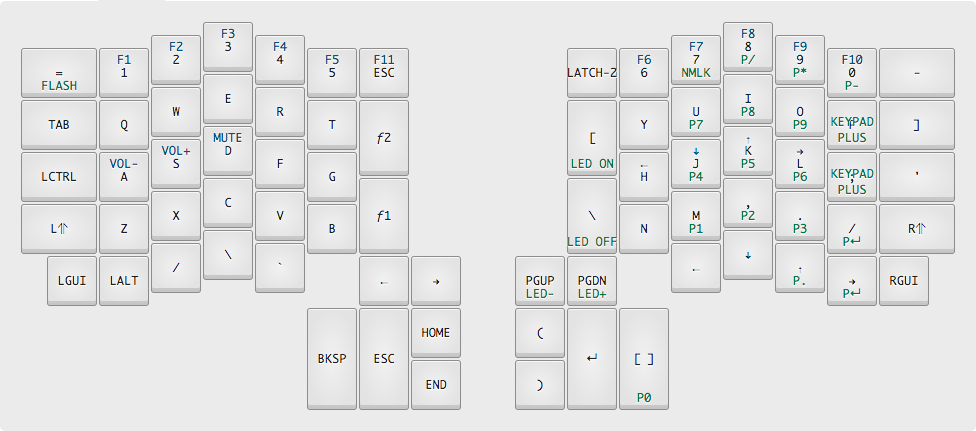 F3
3
F8
8
P/
F2
2
F4
4
F7
7
NMLK
F9
9
P*
=
FLASH
F1
1
F5
5
F11
ESC
LATCH-Z
F6
6
F10
0
P-
-
E
I
P8
W
R
U
P7
O
P9
TAB
Q
T
ƒ2
[
LED ON
Y
KEYPAD
PLUS
]
MUTE
D
↑
K
P5
VOL+
S
F
↓
J
P4
→
L
P6
LCTRL
VOL-
A
G
←
H
KEYPAD
;
PLUS
'
C
,
P2
X
V
M
P1
.
P3
L⇑
Z
B
ƒ1
\
LED OFF
N
/
P↵
R⇑
\
↓
/
`
←
↑
P.
LGUI
LALT
←
→
PGUP
LED-
PGDN
LED+
→
P↵
RGUI
BKSP
ESC
HOME
(
↵
[ ]
P0
END
)